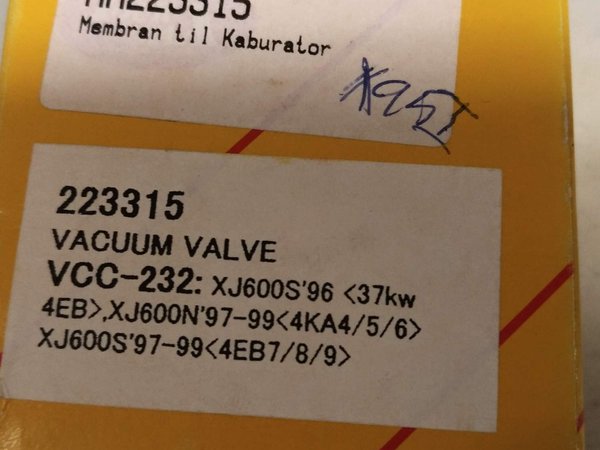 223315
Membran til Kaburator
223315
VACUUM VALVE
VCC-232: XJ600S'96 <37kw
4EB>,XJ600N'97-99<4KA4/5/6>
XJ600S'97-99<4EB7/8/9>